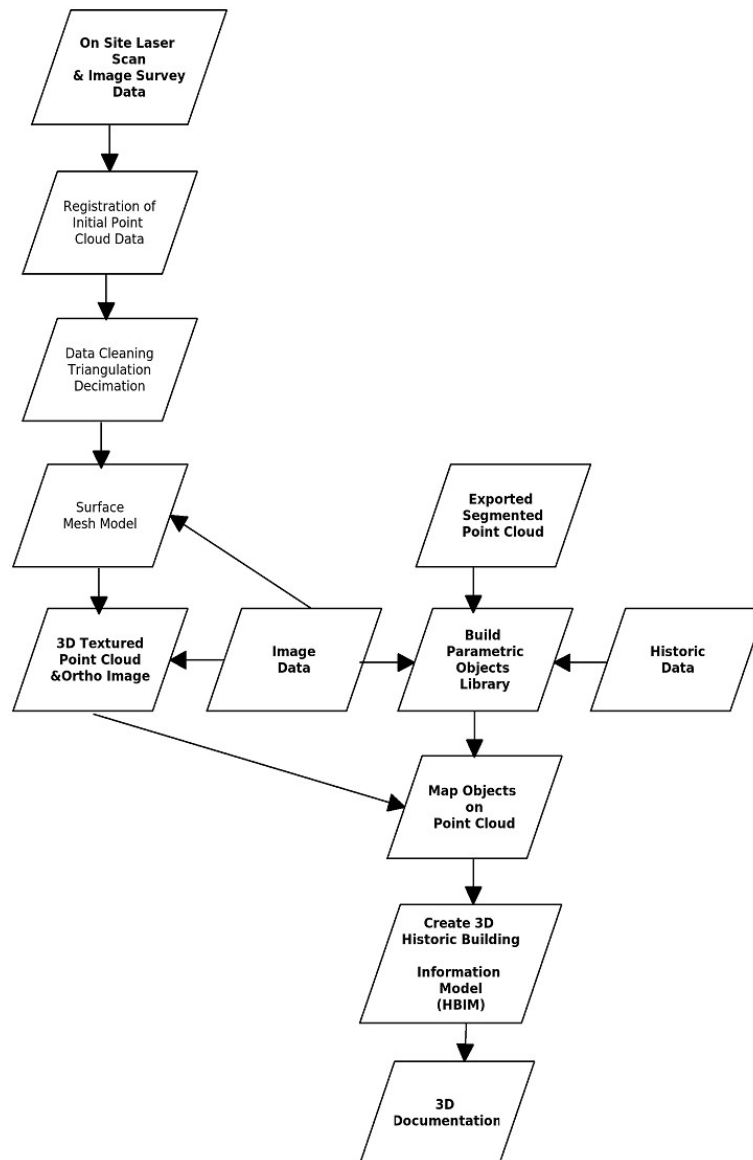 On Site Laser
Scan
& Image Survey
Data
Registration of
Initial Point
Cloud Data
Data Cleaning
Triangulation
Decimation
Surface
Mesh Model
Exported
Segmented
Point Cloud
3D Textured
Point Cloud
&Ortho Image
Image
Data
Build
Parametric
Objects
Library
Historic
Data
Map Objects
on
Point Cloud
Create 3D
Historic Building
Information
Model
(HBIM)
3D
Documentation